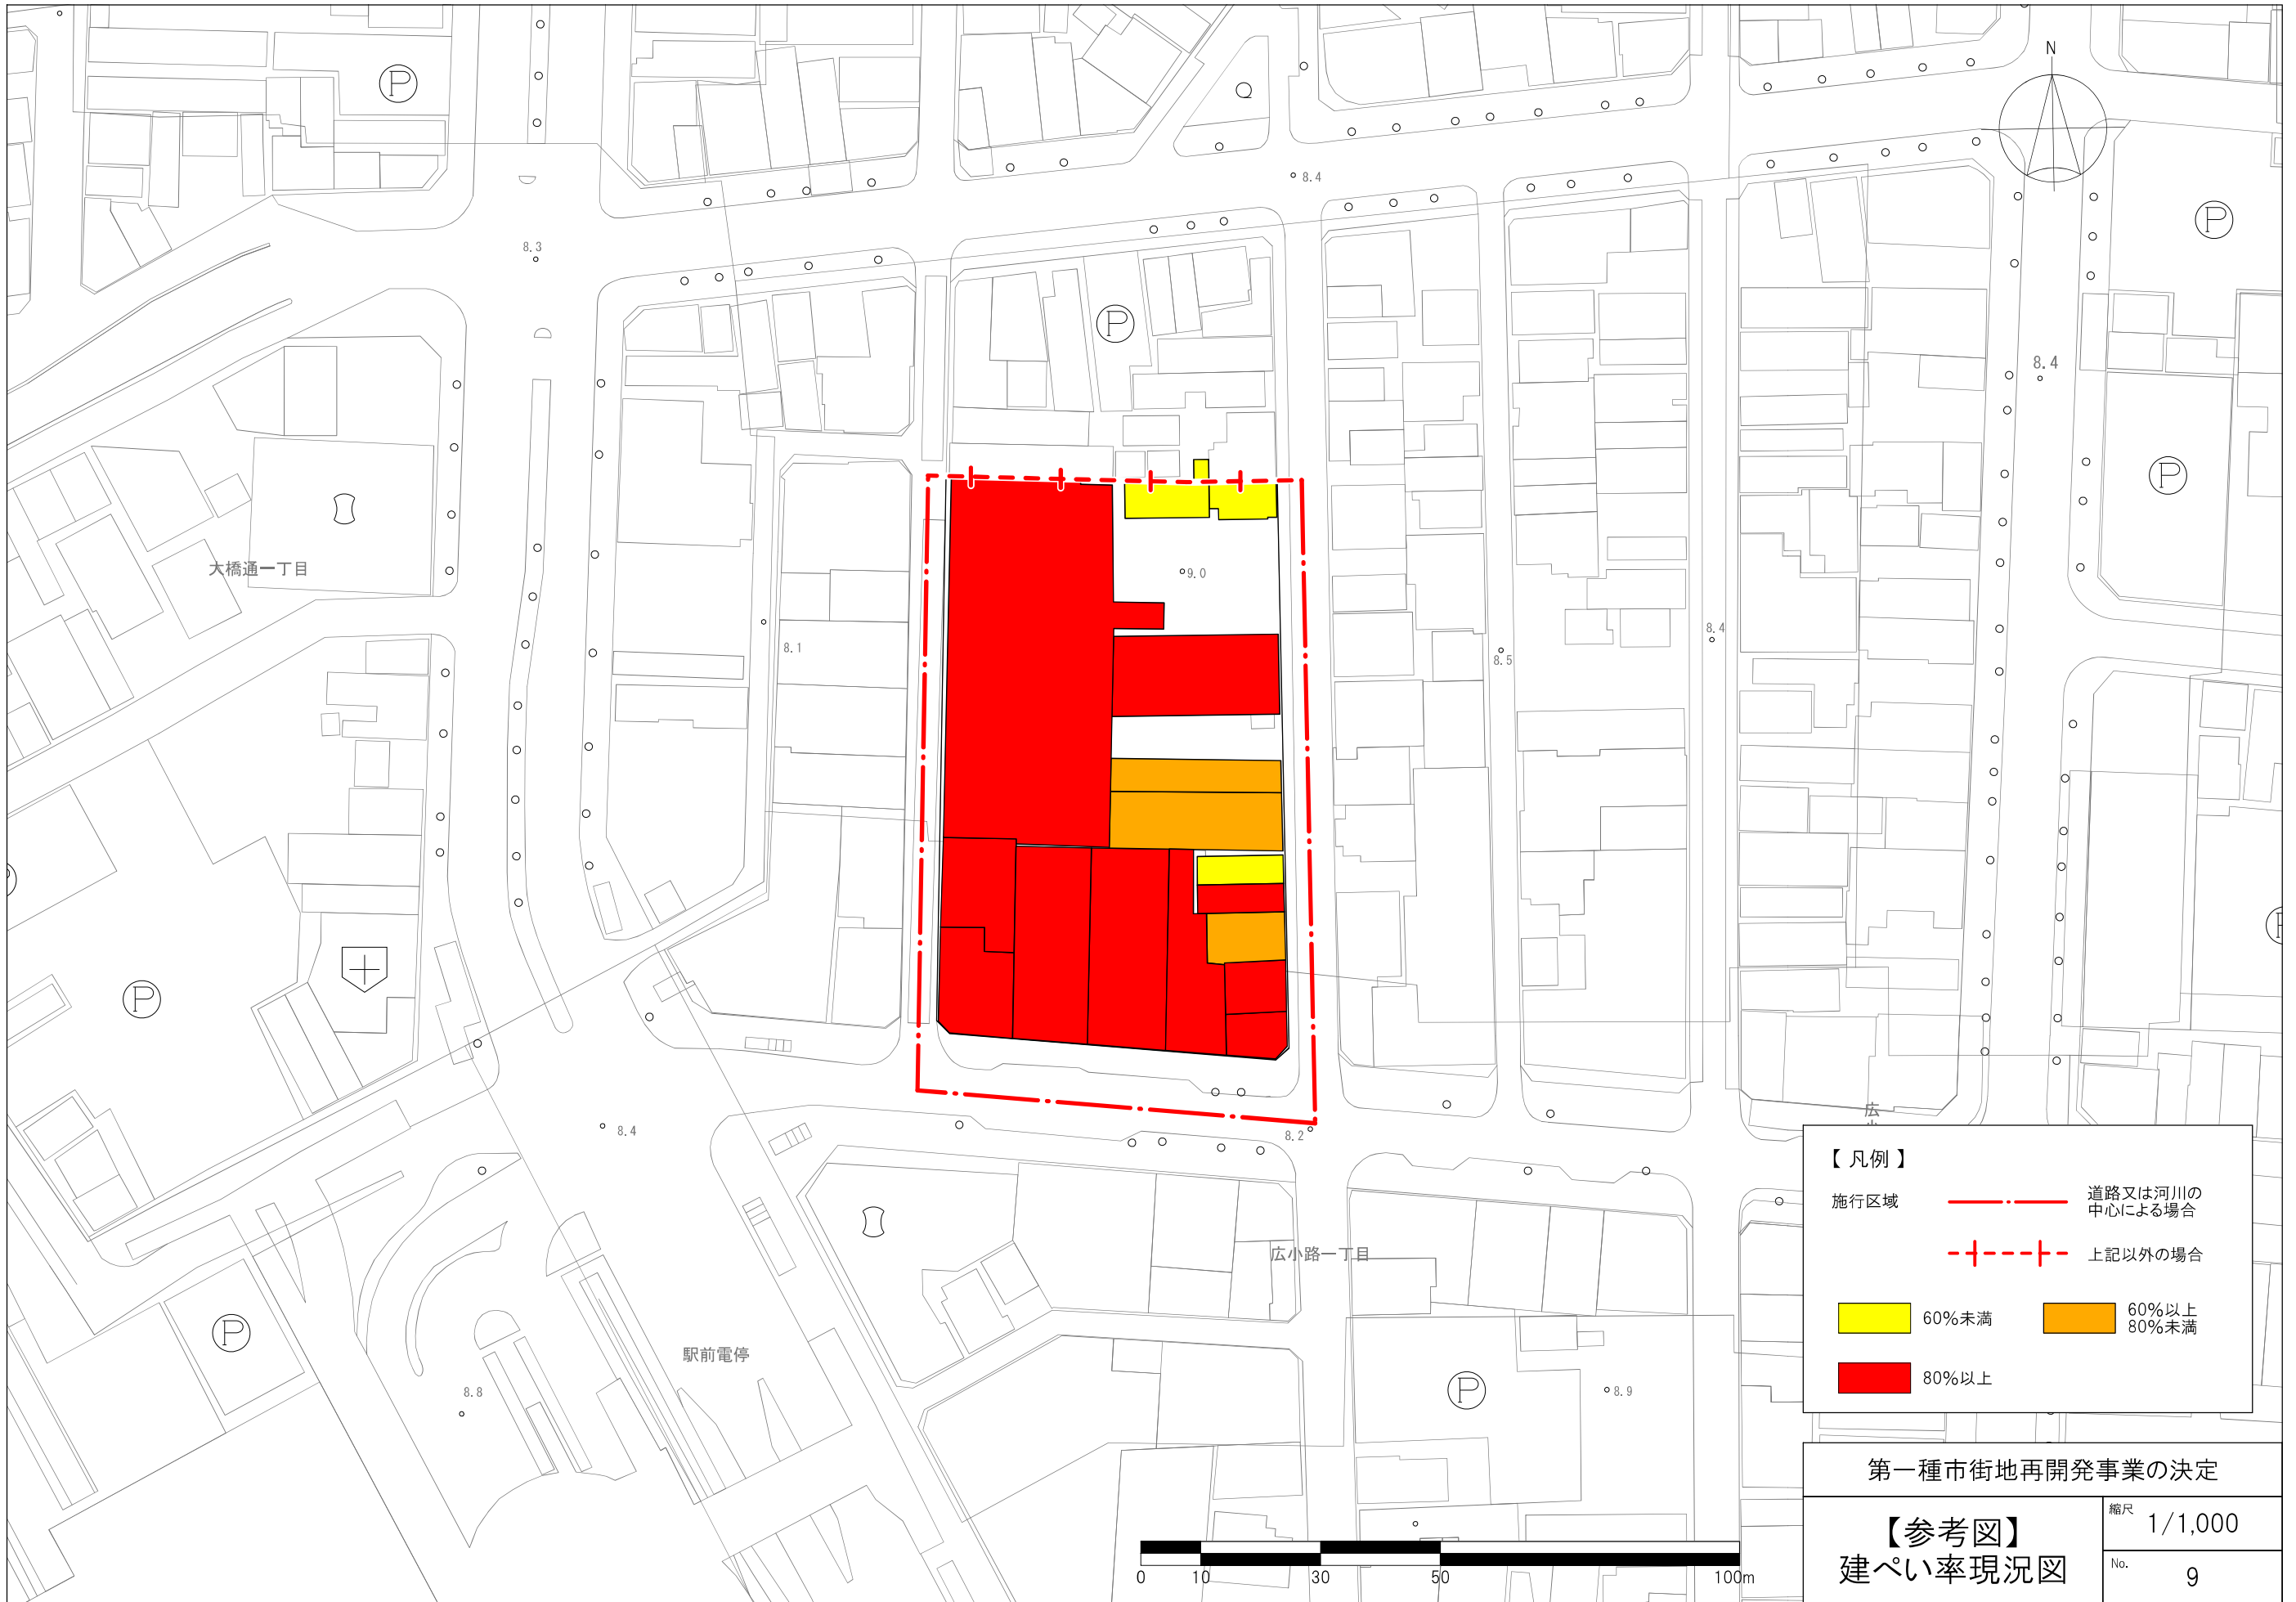 N
P
Q
8.4
P
8.3
P
8.4
P
大橋通一丁目
9.0
8.1
8.5
8.4
P
広
8.4
8.2
広小路一丁目
P
駅前電停
8.8
P
8.9
【 凡例 】
施行区域
道路又は河川の
中心による場合
上記以外の場合
60%未満
60%以上
80%未満
80%以上
第一種市街地再開発事業の決定
【参考図】
建ぺい率現況図
縮尺 1/1,000
No. 9
0 10 30 50 100m